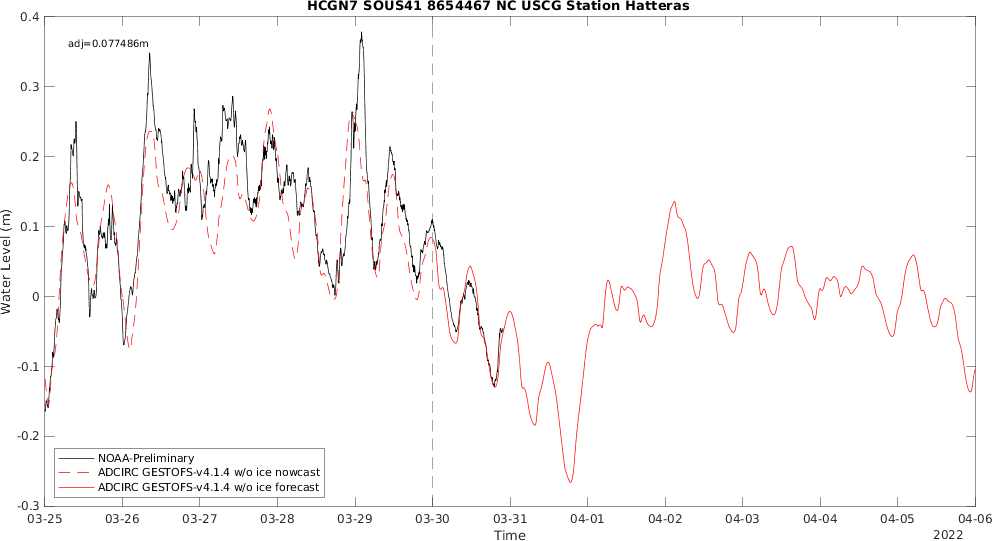 HCGN7 SOUS41 8654467 NC USCG Station Hatteras
adj=0.077486m
0.4
0.3
0.2
0.1
0
-0.1
-0.2
-0.3
Water Level (m)
NOAA-Preliminary
ADCIRC GESTOFS-v4.1.4 w/o ice nowcast
ADCIRC GESTOFS-v4.1.4 w/o ice forecast
03-25 03-26 03-27 03-28 03-29 03-30 03-31 04-01 04-02 04-03 04-04 04-05 04-06
Time
2022